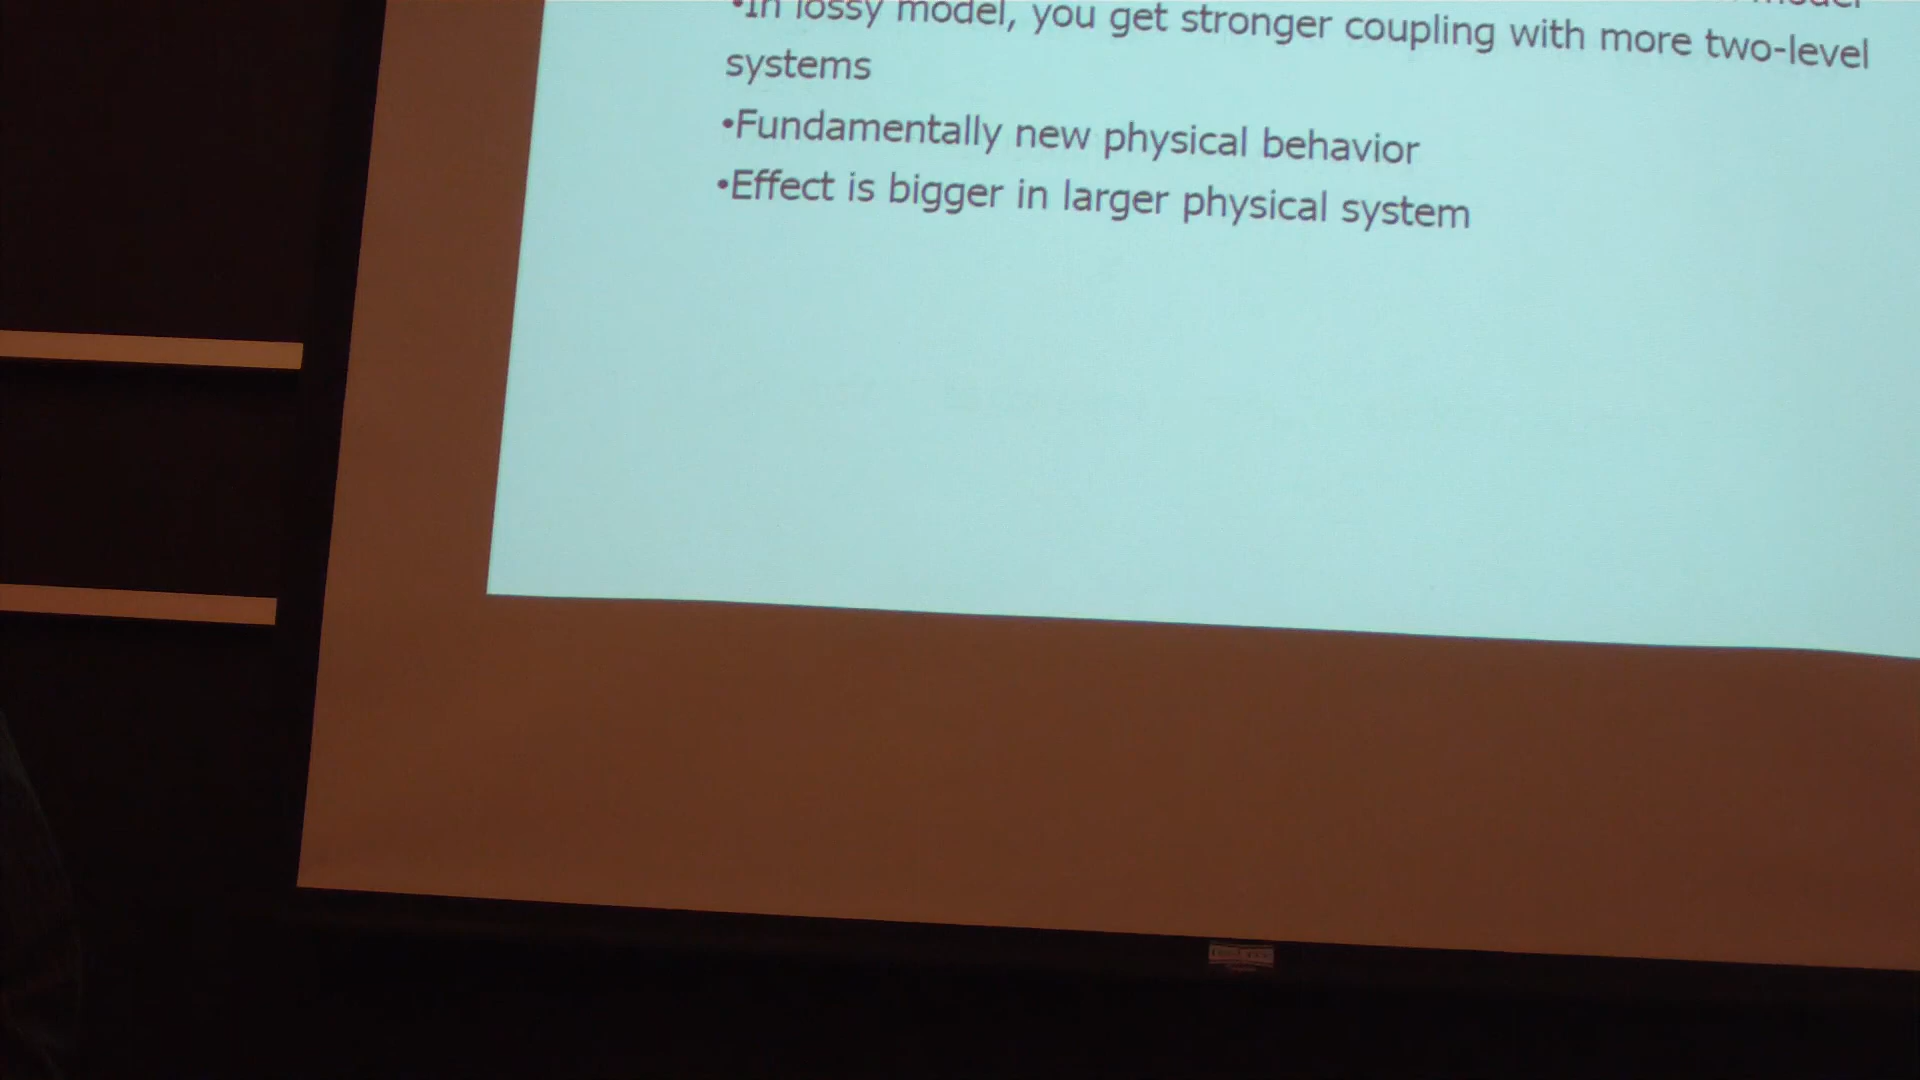 •In lossy model, you get stronger coupling with more two-level
systems
•Fundamentally new physical behavior
•Effect is bigger in larger physical system